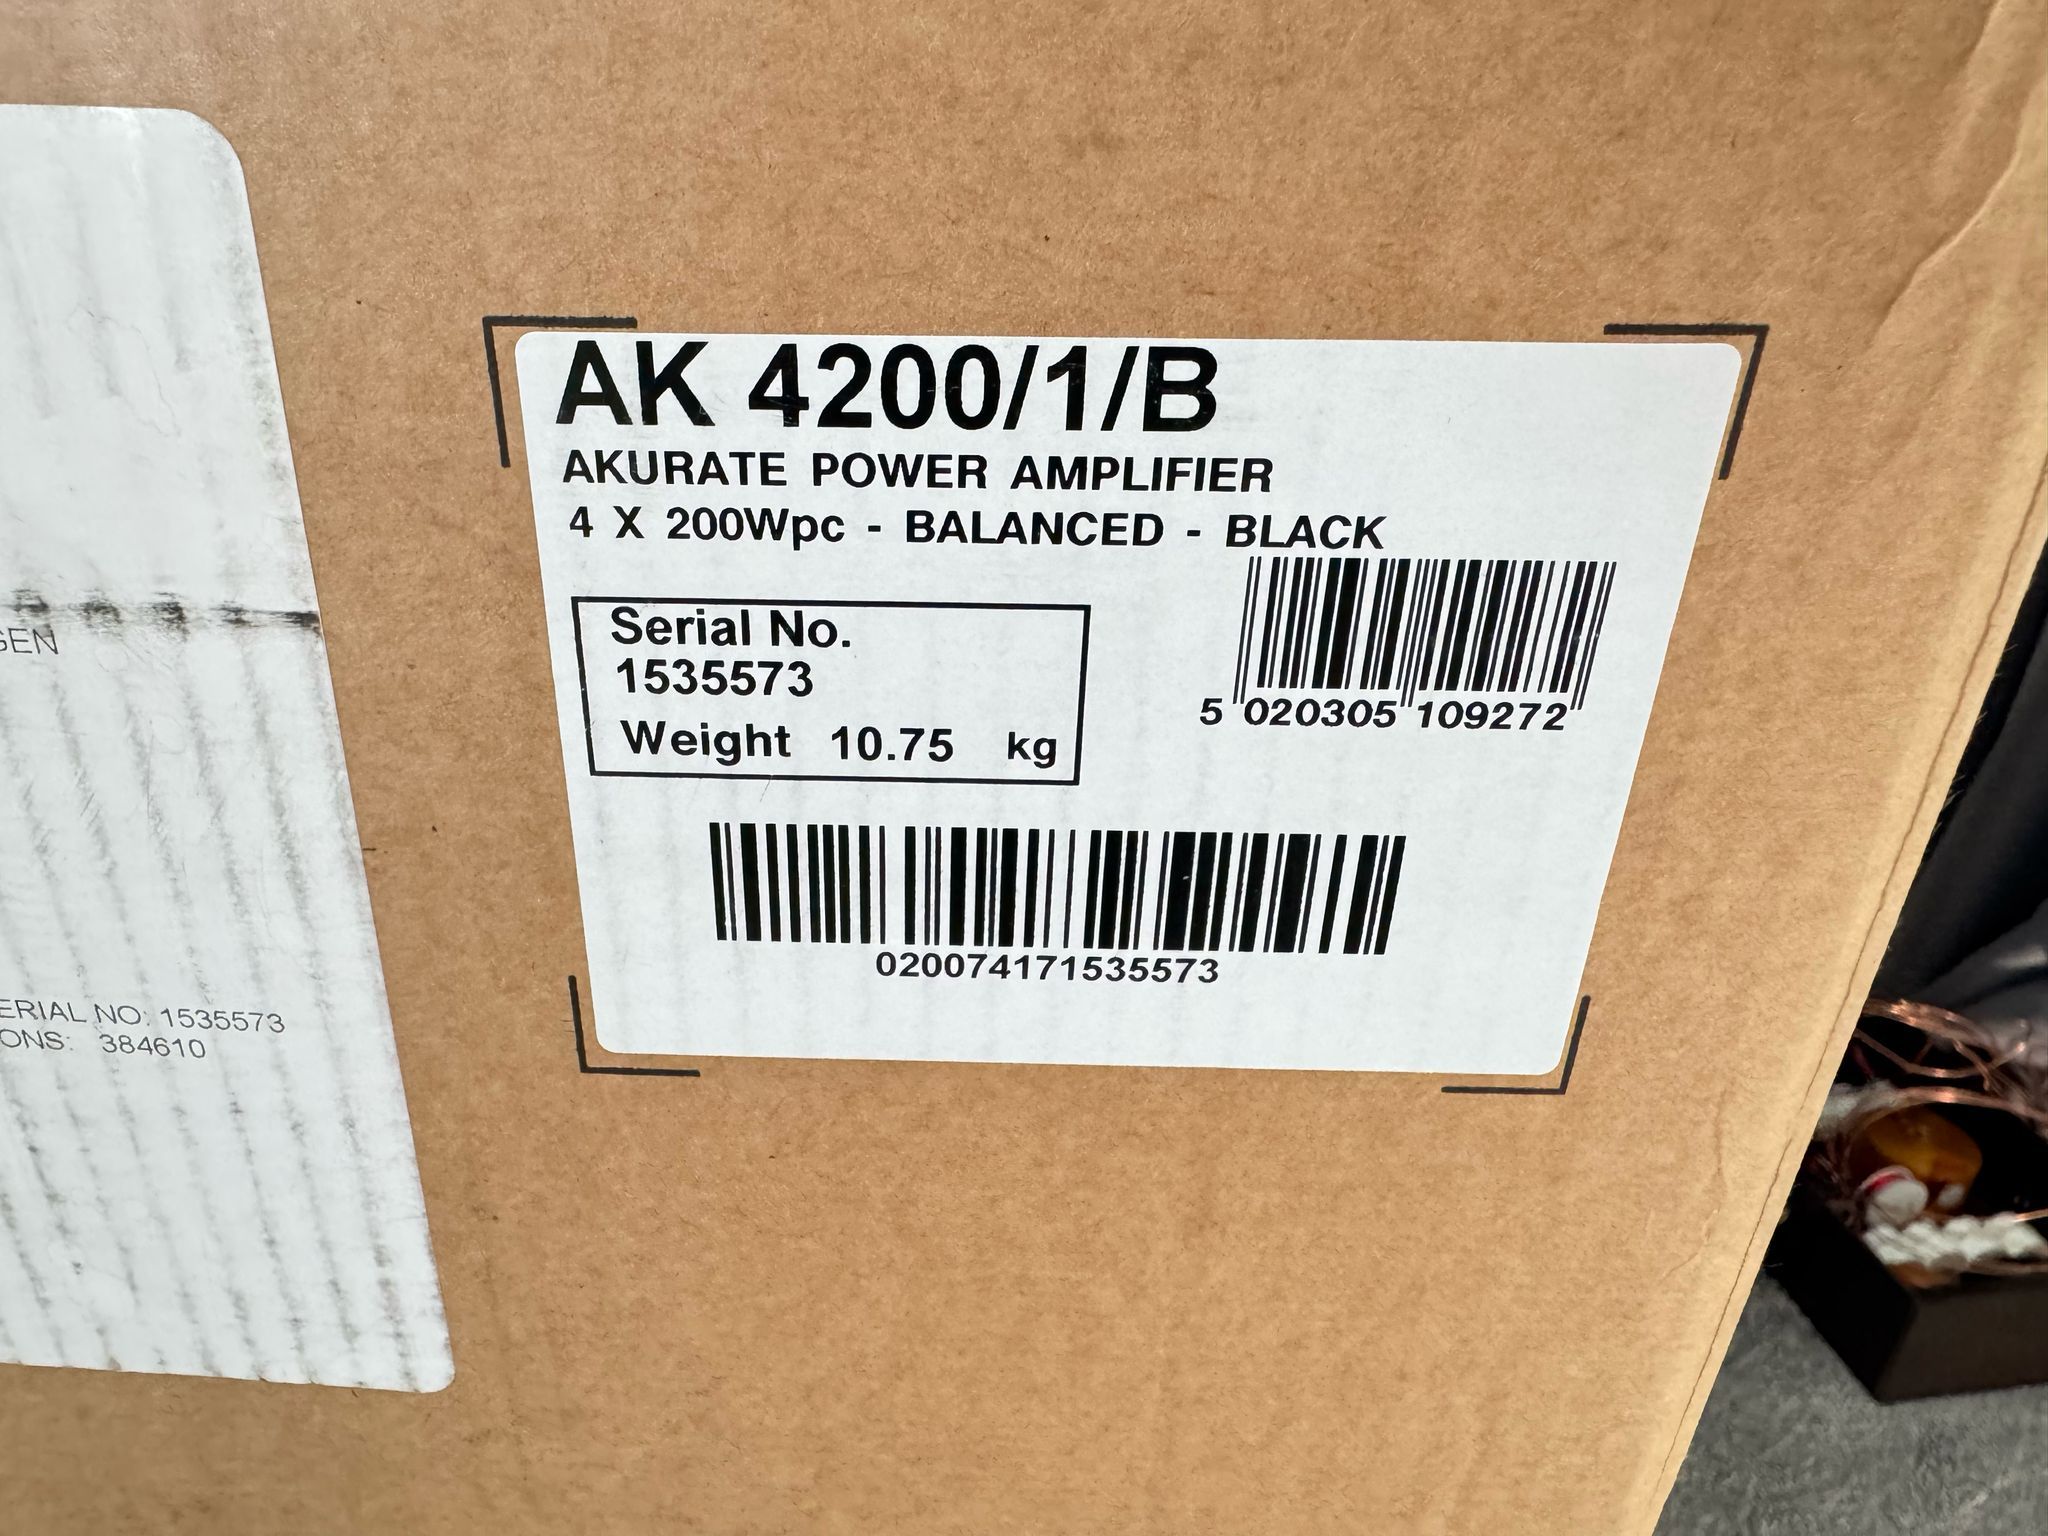 AK 4200/1/B
AKURATE POWER AMPLIFIER
4 X 200Wpc - BALANCED - BLACK
Serial No.
1535573
Weight 10.75 kg
5 020305 109272
020074171535573
GEN
ERIAL NO: 1535573
IONS: 384610